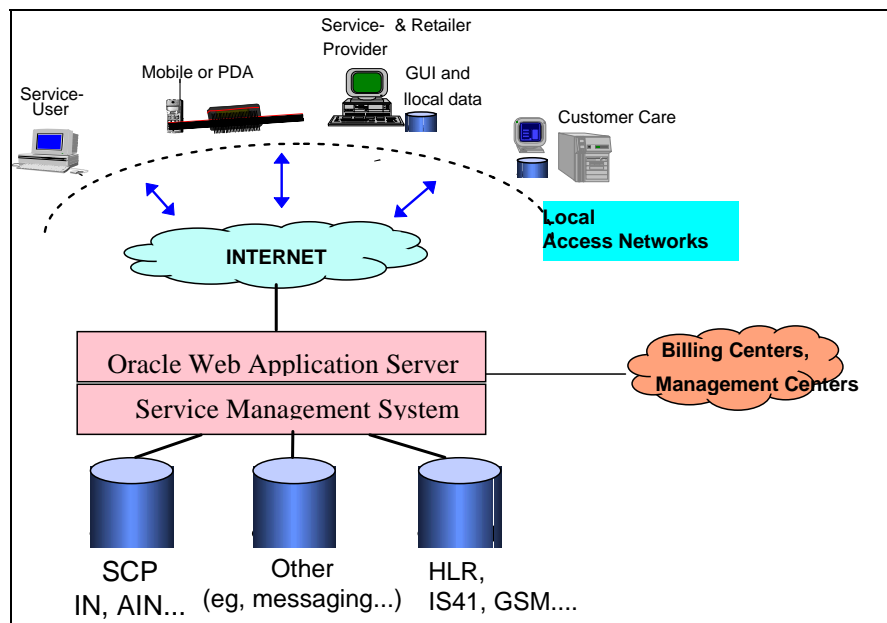 Service- & Retailer
Provider
Mobile or PDA
GUI and
llocal data
Service-
User
Customer Care
Local
Access Networks
INTERNET
Oracle Web Application Server
Billing Centers,
Management Centers
Service Management System
SCP
IN, AIN...
Other
(eg, messaging...)
HLR,
IS41, GSM....